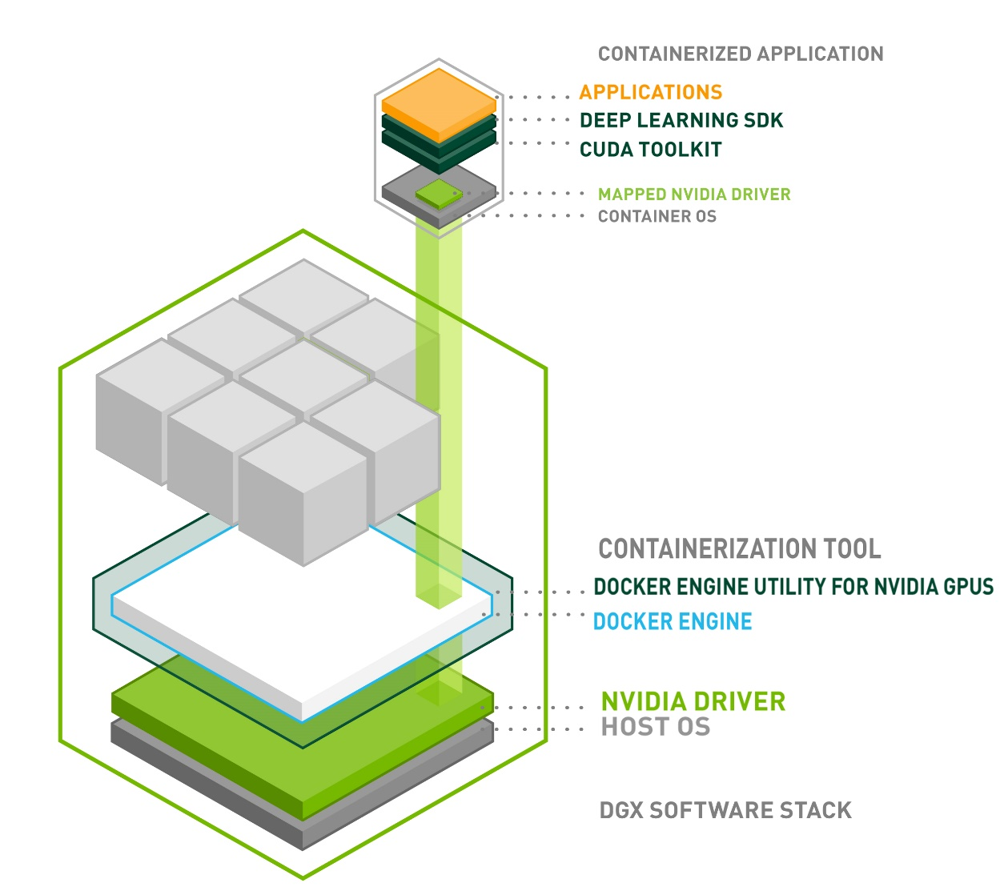 CONTAINERIZED APPLICATION
APPLICATIONS
DEEP LEARNING SDK
CUDA TOOLKIT
MAPPED NVIDIA DRIVER
CONTAINER OS
CONTAINERIZATION TOOL
DOCKER ENGINE UTILITY FOR NVIDIA GPUS
DOCKER ENGINE
NVIDIA DRIVER
HOST OS
DGX SOFTWARE STACK